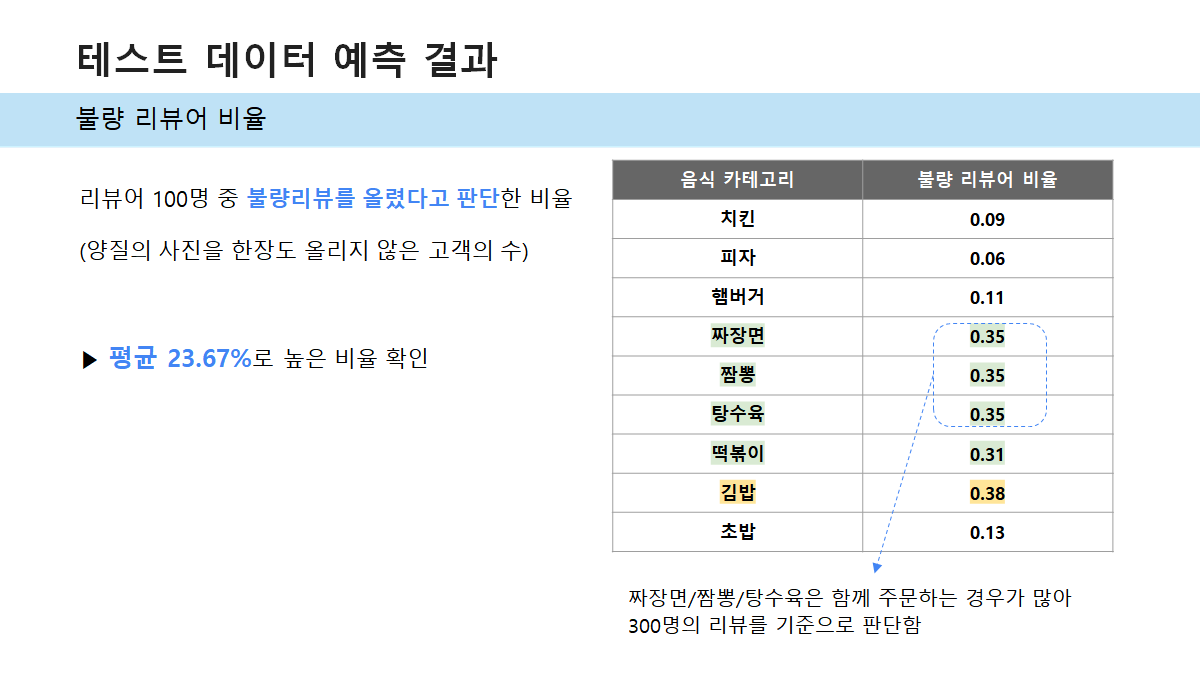 테스트 데이터 예측 결과
불량 리뷰어 비율
리뷰어 100명 중 불량리뷰를 올렸다고 판단한 비율
(양질의 사진을 한장도 올리지 않은 고객의 수)
▶ 평균 23.67%로 높은 비율 확인
음식 카테고리 불량 리뷰어 비율
치킨 0.09
피자 0.06
햄버거 0.11
짜장면 0.35
짬뽕 0.35
탕수육 0.35
떡볶이 0.31
김밥 0.38
초밥 0.13
짜장면/짬뽕/탕수육은 함께 주문하는 경우가 많아
300명의 리뷰를 기준으로 판단함